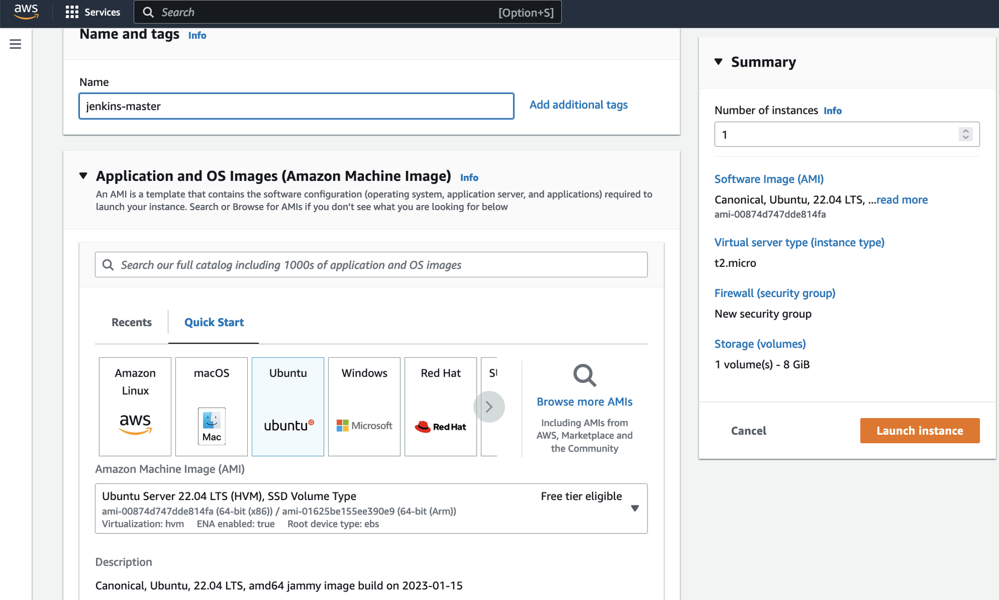 aws
Services
Search
[Option+S]
Name and tags Info
Name
jenkins-master
Add additional tags
Application and OS Images (Amazon Machine Image) Info
An AMI is a template that contains the software configuration (operating system, application server, and applications) required to
launch your instance. Search or Browse for AMIs if you don’t see what you are looking for below
Search our full catalog including 1000s of application and OS images
Recents
Quick Start
Amazon
Linux
aws
macOS
Mac
Ubuntu
ubuntu
Windows
Microsoft
Red Hat
Red Hat
Browse more AMIs
Including AMIs from
AWS, Marketplace and
the Community
Amazon Machine Image (AMI)
Ubuntu Server 22.04 LTS (HVM), SSD Volume Type
Free tier eligible
ami-00874d747dde814fa (64-bit (x86)) / ami-01625be155ee390e9 (64-bit (Arm))
Virtualization: hvm ENA enabled: true Root device type: ebs
Description
Canonical, Ubuntu, 22.04 LTS, amd64 jammy image build on 2023-01-15
Summary
Number of instances Info
1
Software Image (AMI)
Canonical, Ubuntu, 22.04 LTS, ...read more
ami-00874d747dde814fa
Virtual server type (instance type)
t2.micro
Firewall (security group)
New security group
Storage (volumes)
1 volume(s) - 8 GiB
Cancel
Launch instance